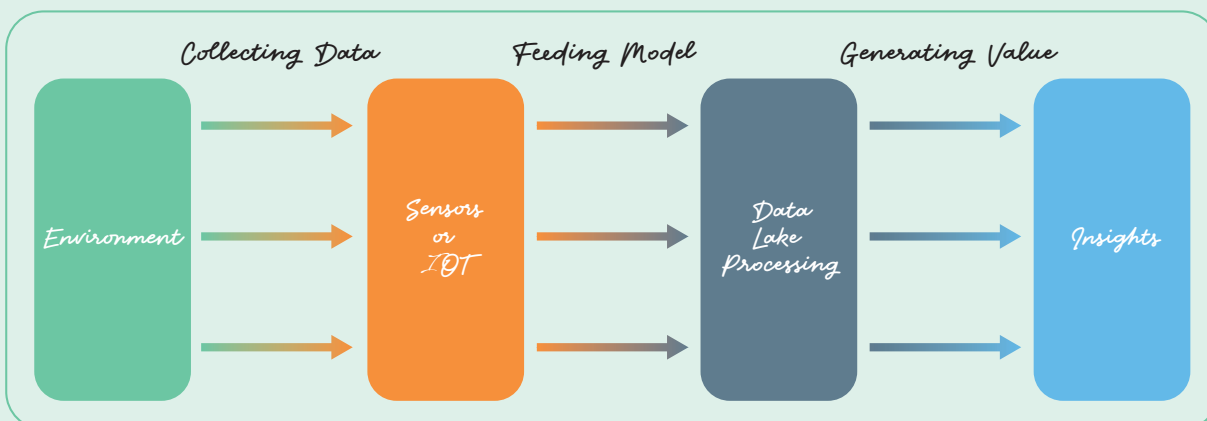 Collecting Data
Feeding Model
Generating Value
Environment
Sensors
or
IOT
Data
Lake
Processing
Insights